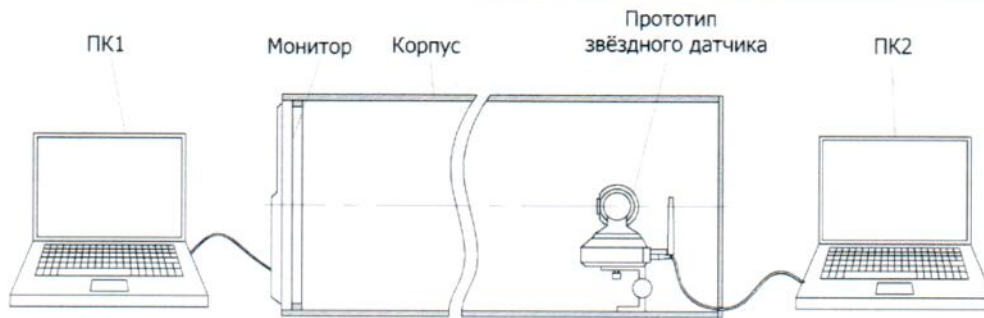 ПК1
Монитор
Корпус
Прототип
звёздного датчика
ПК2